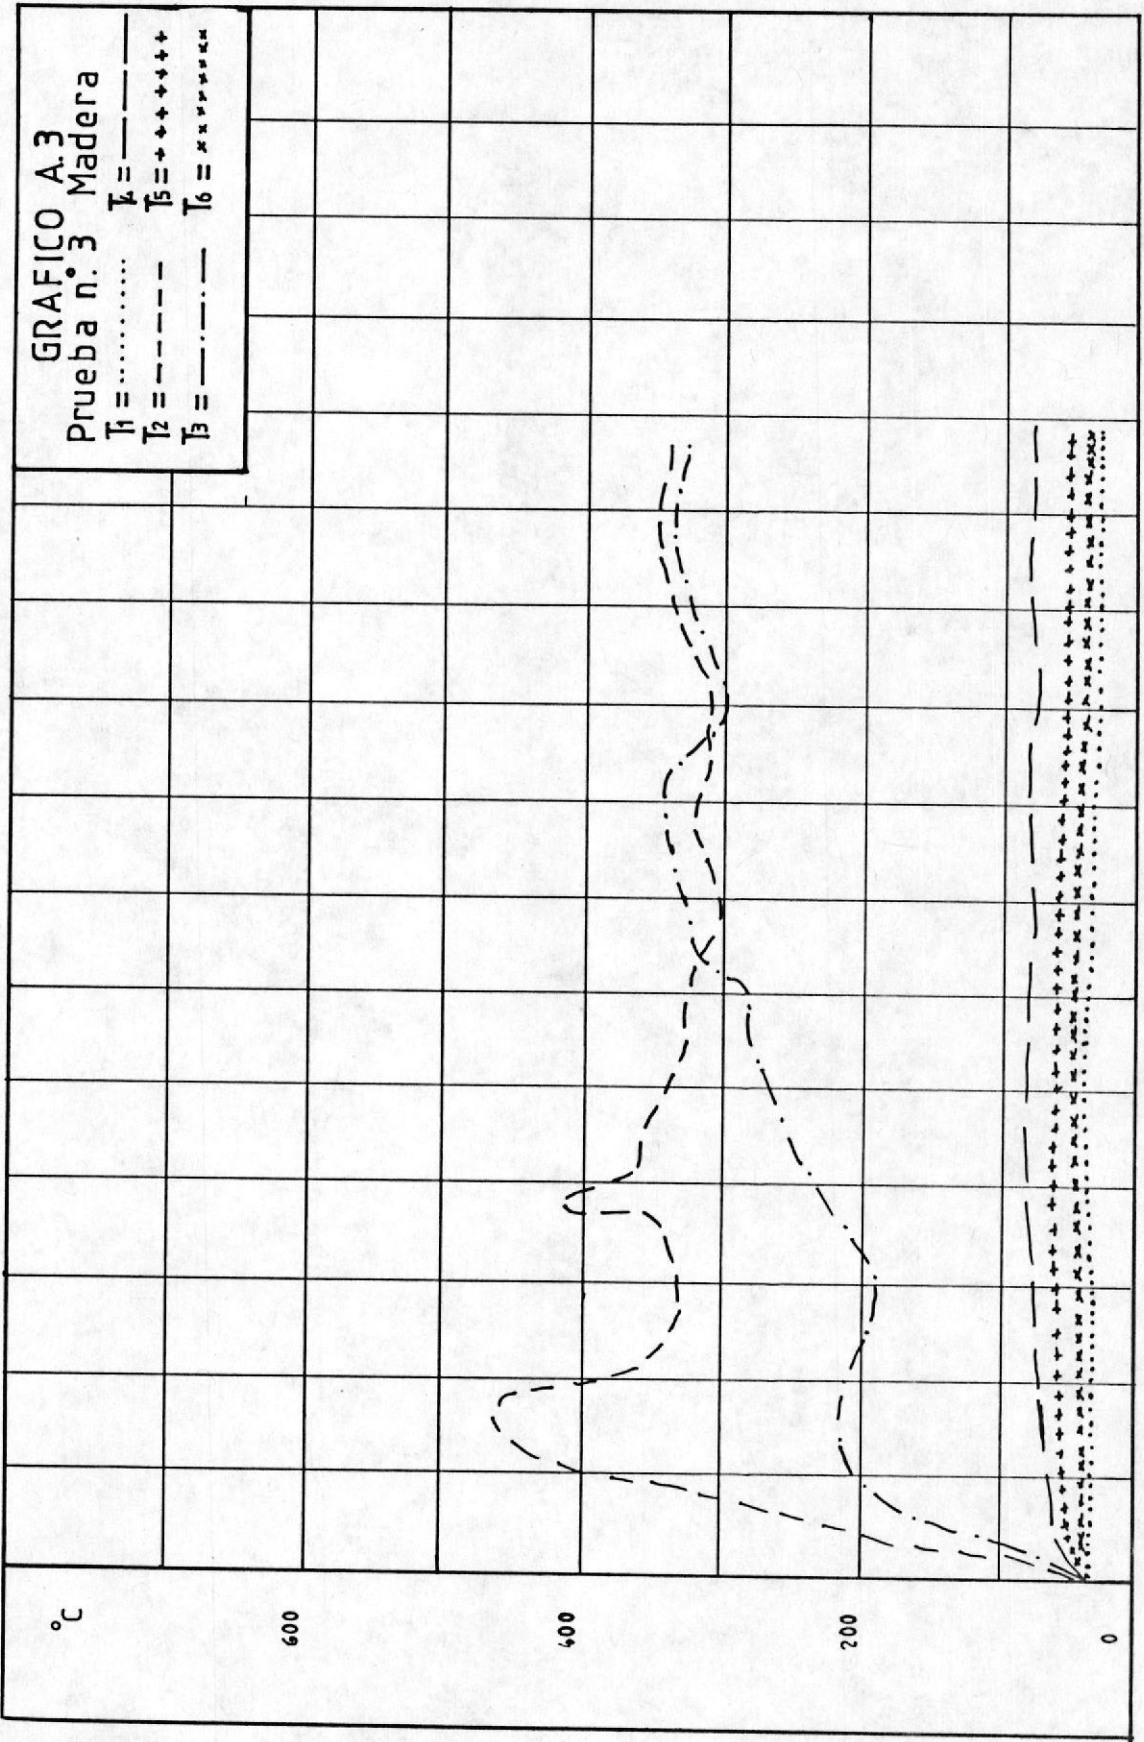 GRAFICO A.3
Prueba n.º 3 Madera
T1 = ........... T4 = — — —
T2 = – – – – – T5 = + + + + + + + +
T3 = — · — · — T6 = x x x x x x x x
°C
600
400
200
0